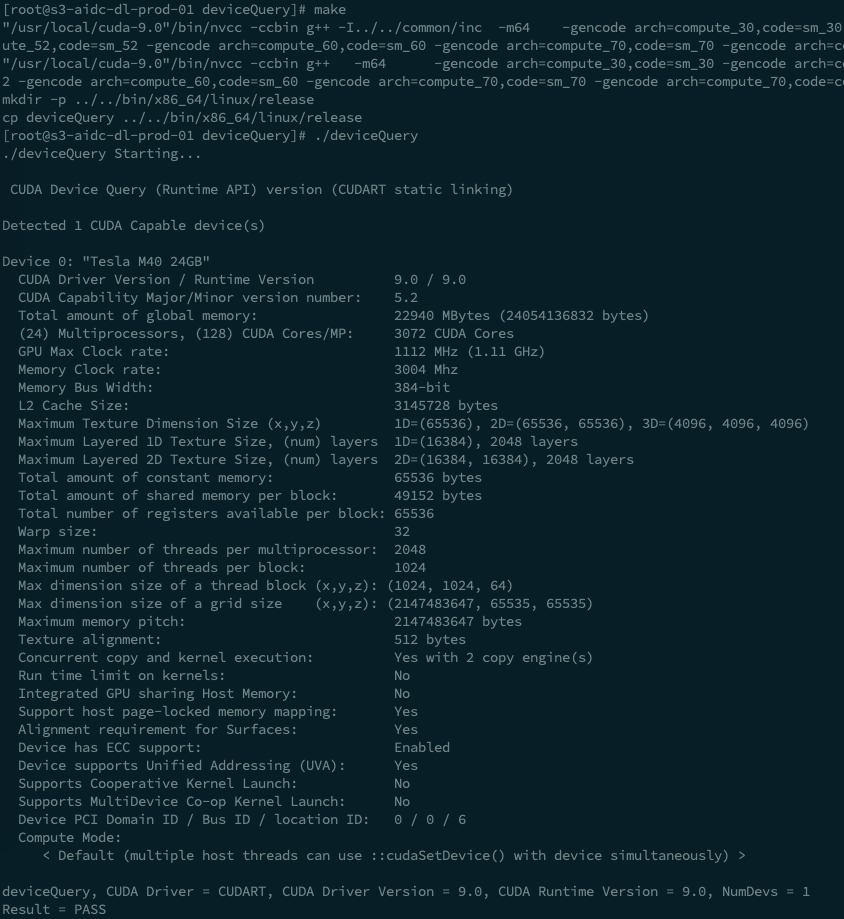 [root@s3-aidc-dl-prod-01 deviceQuery]# make
"/usr/local/cuda-9.0"/bin/nvcc -ccbin g++ -I../../common/inc  -m64    -gencode arch=compute_30,code=sm_30
ute_52,code=sm_52 -gencode arch=compute_60,code=sm_60 -gencode arch=compute_70,code=sm_70 -gencode arch=compute_70,code=c
"/usr/local/cuda-9.0"/bin/nvcc -ccbin g++   -m64      -gencode arch=compute_30,code=sm_30 -gencode arch=compute_3
2 -gencode arch=compute_60,code=sm_60 -gencode arch=compute_70,code=sm_70 -gencode arch=compute_70,code=c
mkdir -p ../../bin/x86_64/linux/release
cp deviceQuery ../../bin/x86_64/linux/release
[root@s3-aidc-dl-prod-01 deviceQuery]# ./deviceQuery
./deviceQuery Starting...

 CUDA Device Query (Runtime API) version (CUDART static linking)

Detected 1 CUDA Capable device(s)

Device 0: "Tesla M40 24GB"
  CUDA Driver Version / Runtime Version          9.0 / 9.0
  CUDA Capability Major/Minor version number:    5.2
  Total amount of global memory:                 22940 MBytes (24054136832 bytes)
  (24) Multiprocessors, (128) CUDA Cores/MP:     3072 CUDA Cores
  GPU Max Clock rate:                            1112 MHz (1.11 GHz)
  Memory Clock rate:                             3004 Mhz
  Memory Bus Width:                              384-bit
  L2 Cache Size:                                 3145728 bytes
  Maximum Texture Dimension Size (x,y,z)         1D=(65536), 2D=(65536, 65536), 3D=(4096, 4096, 4096)
  Maximum Layered 1D Texture Size, (num) layers  1D=(16384), 2048 layers
  Maximum Layered 2D Texture Size, (num) layers  2D=(16384, 16384), 2048 layers
  Total amount of constant memory:               65536 bytes
  Total amount of shared memory per block:       49152 bytes
  Total number of registers available per block: 65536
  Warp size:                                     32
  Maximum number of threads per multiprocessor:  2048
  Maximum number of threads per block:           1024
  Max dimension size of a thread block (x,y,z): (1024, 1024, 64)
  Max dimension size of a grid size    (x,y,z): (2147483647, 65535, 65535)
  Maximum memory pitch:                          2147483647 bytes
  Texture alignment:                             512 bytes
  Concurrent copy and kernel execution:          Yes with 2 copy engine(s)
  Run time limit on kernels:                     No
  Integrated GPU sharing Host Memory:            No
  Support host page-locked memory mapping:       Yes
  Alignment requirement for Surfaces:            Yes
  Device has ECC support:                        Enabled
  Device supports Unified Addressing (UVA):      Yes
  Supports Cooperative Kernel Launch:            No
  Supports MultiDevice Co-op Kernel Launch:      No
  Device PCI Domain ID / Bus ID / location ID:   0 / 0 / 6
  Compute Mode:
     < Default (multiple host threads can use ::cudaSetDevice() with device simultaneously) >

deviceQuery, CUDA Driver = CUDART, CUDA Driver Version = 9.0, CUDA Runtime Version = 9.0, NumDevs = 1
Result = PASS